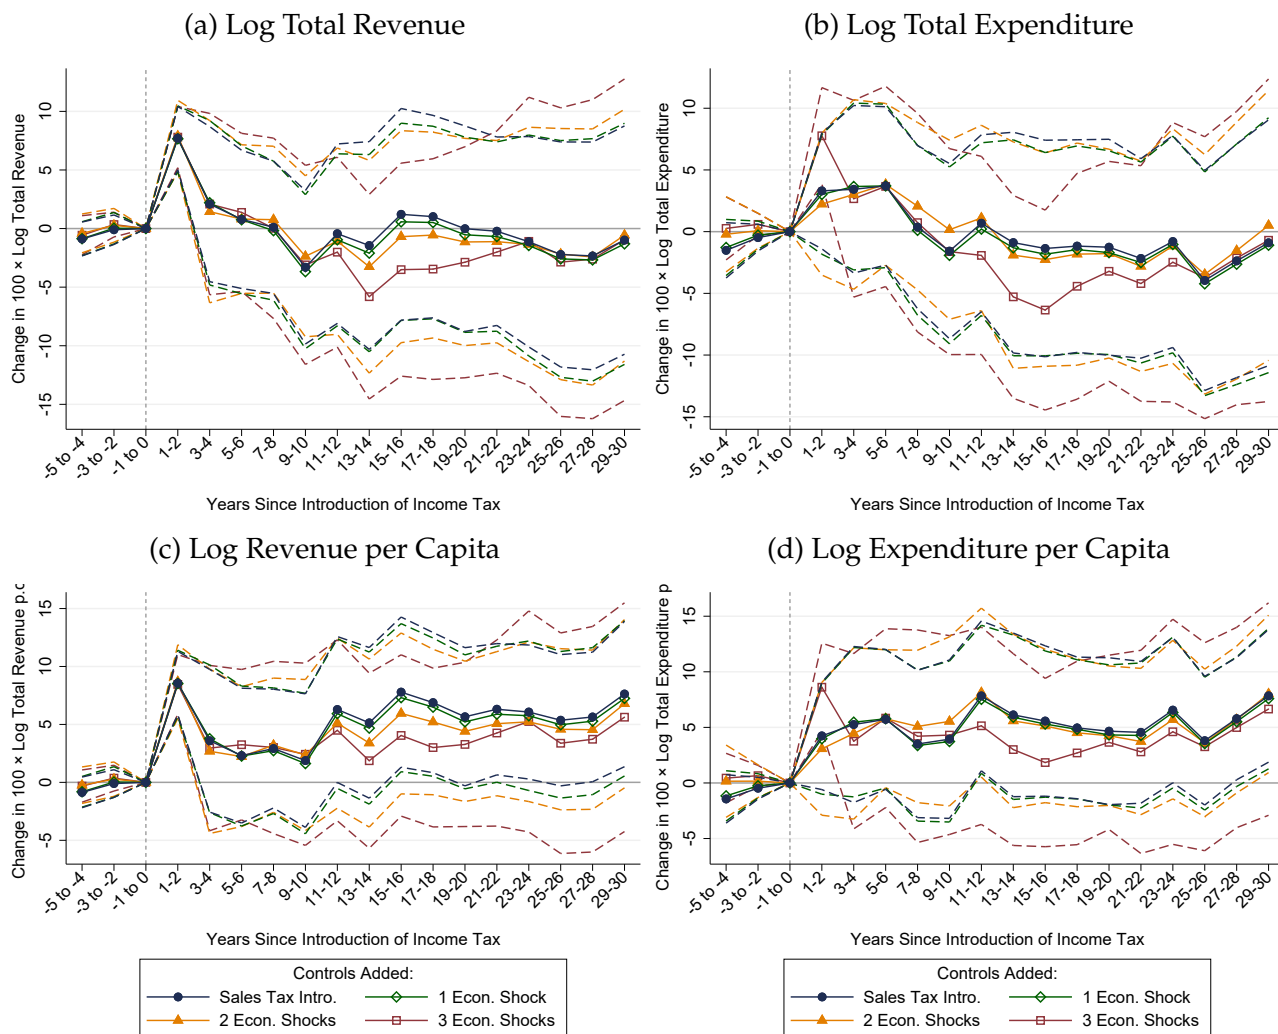 (a) Log Total Revenue
Change in 100 × Log Total Revenue
10
5
0
-5
-10
-15
-5 to -4
-3 to -2
-1 to 0
1-2
3-4
5-6
7-8
9-10
11-12
13-14
15-16
17-18
19-20
21-22
23-24
25-26
27-28
29-30
Years Since Introduction of Income Tax
(b) Log Total Expenditure
Change in 100 × Log Total Expenditure
10
5
0
-5
-10
-15
-5 to -4
-3 to -2
-1 to 0
1-2
3-4
5-6
7-8
9-10
11-12
13-14
15-16
17-18
19-20
21-22
23-24
25-26
27-28
29-30
Years Since Introduction of Income Tax
(c) Log Revenue per Capita
Change in 100 × Log Total Revenue p.c
15
10
5
0
-5
-5 to -4
-3 to -2
-1 to 0
1-2
3-4
5-6
7-8
9-10
11-12
13-14
15-16
17-18
19-20
21-22
23-24
25-26
27-28
29-30
Years Since Introduction of Income Tax
Controls Added:
Sales Tax Intro. 1 Econ. Shock
2 Econ. Shocks 3 Econ. Shocks
(d) Log Expenditure per Capita
Change in 100 × Log Total Expenditure p
15
10
5
0
-5
-5 to -4
-3 to -2
-1 to 0
1-2
3-4
5-6
7-8
9-10
11-12
13-14
15-16
17-18
19-20
21-22
23-24
25-26
27-28
29-30
Years Since Introduction of Income Tax
Controls Added:
Sales Tax Intro. 1 Econ. Shock
2 Econ. Shocks 3 Econ. Shocks